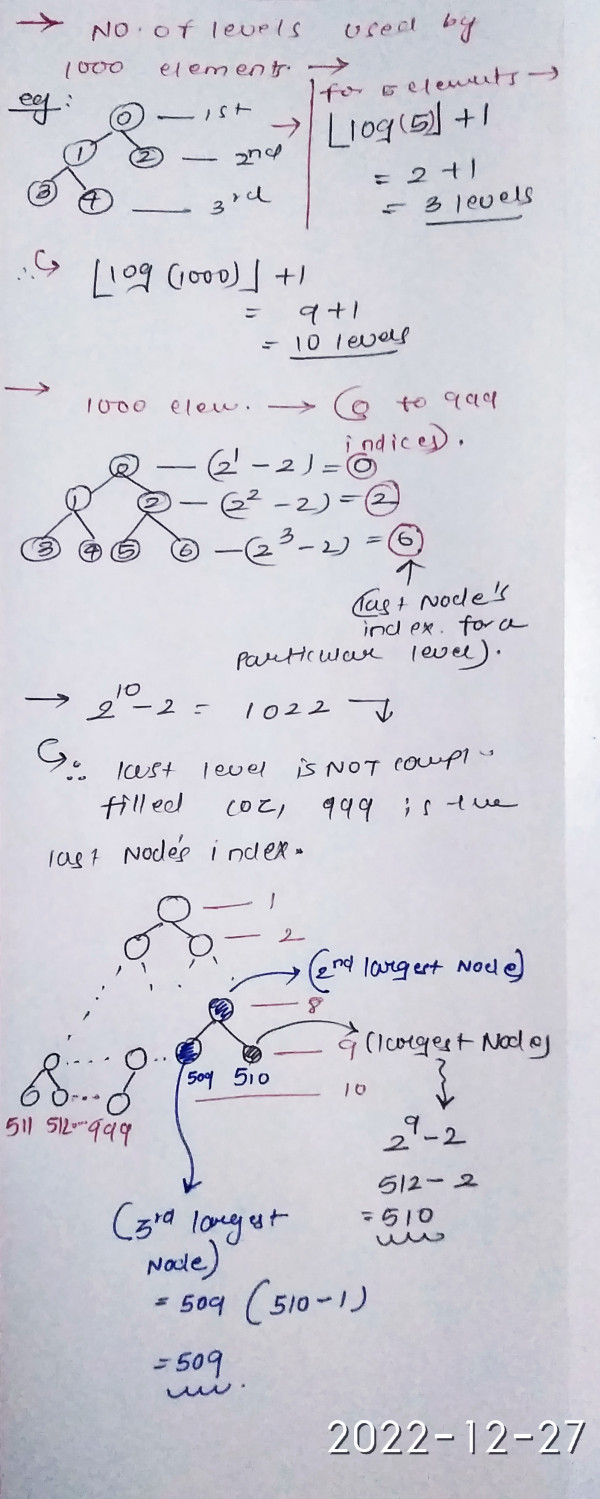 → No. of levels used by
1000 elements. →
eg:
0 — 1st
1 2 — 2nd
3 4 — 3rd
→
for 5 elements →
⌊log(5)⌋ + 1
= 2 + 1
= 3 levels
∴ ⌊log (1000)⌋ + 1
= 9 + 1
= 10 levels
→ 1000 elem. → (0 to 999
indices).
0 — (2^1 - 2) = 0
1 2 — (2^2 - 2) = 2
3 4 5 6 — (2^3 - 2) = 6
↑
(last Node's
index. for a
particular level).
→ 2^10 - 2 = 1022
∴ last level is NOT compl
filled coz, 999 is the
last Node's index.
— 1
— 2
(2nd largest Node)
— 8
— 9 (largest Node)
509 510
— 10
511 512 ... 999
2^9 - 2
512 - 2
= 510
(3rd largest
Node)
= 509 (510 - 1)
= 509
2022-12-27